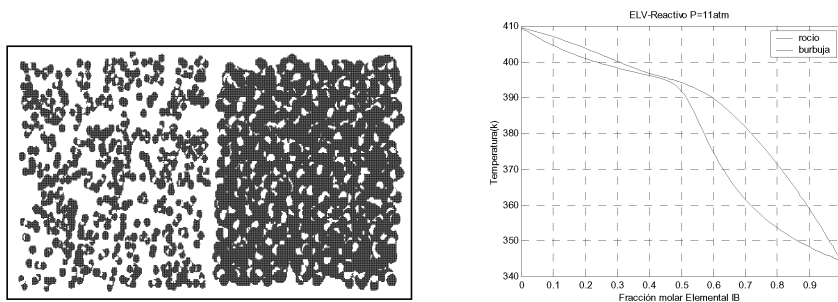 ELV-Reactivo P=11atm
rocio
burbuja
Temperatura(k)
410
400
390
380
370
360
350
340
0 0.1 0.2 0.3 0.4 0.5 0.6 0.7 0.8 0.9
Fracción molar Elemental IB